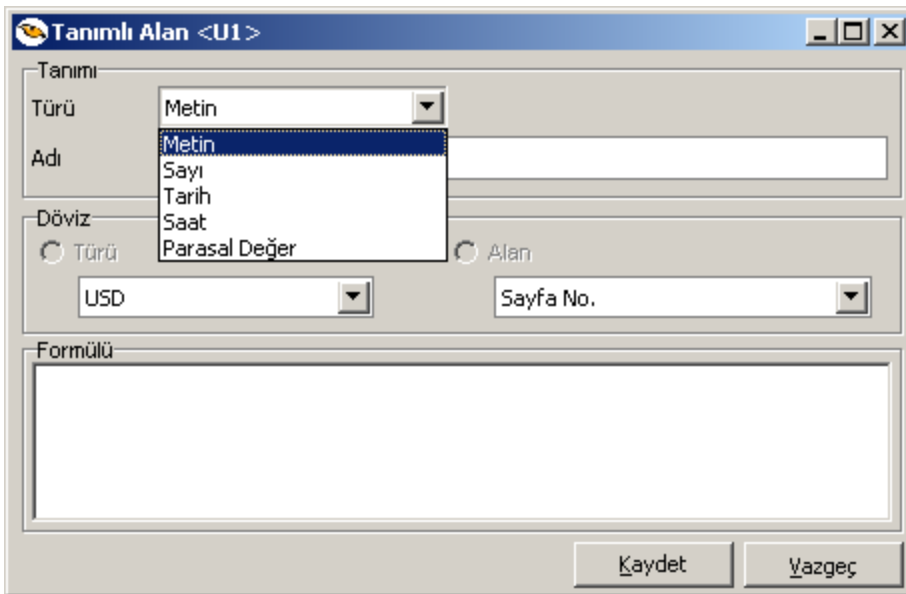 Tanımlı Alan <U1>
Tanımı
Türü Metin
Metin
Adı
Sayı
Tarih
Saat
Parasal Değer
Döviz
Türü Alan
USD Sayfa No.
Formülü
Kaydet Vazgeç